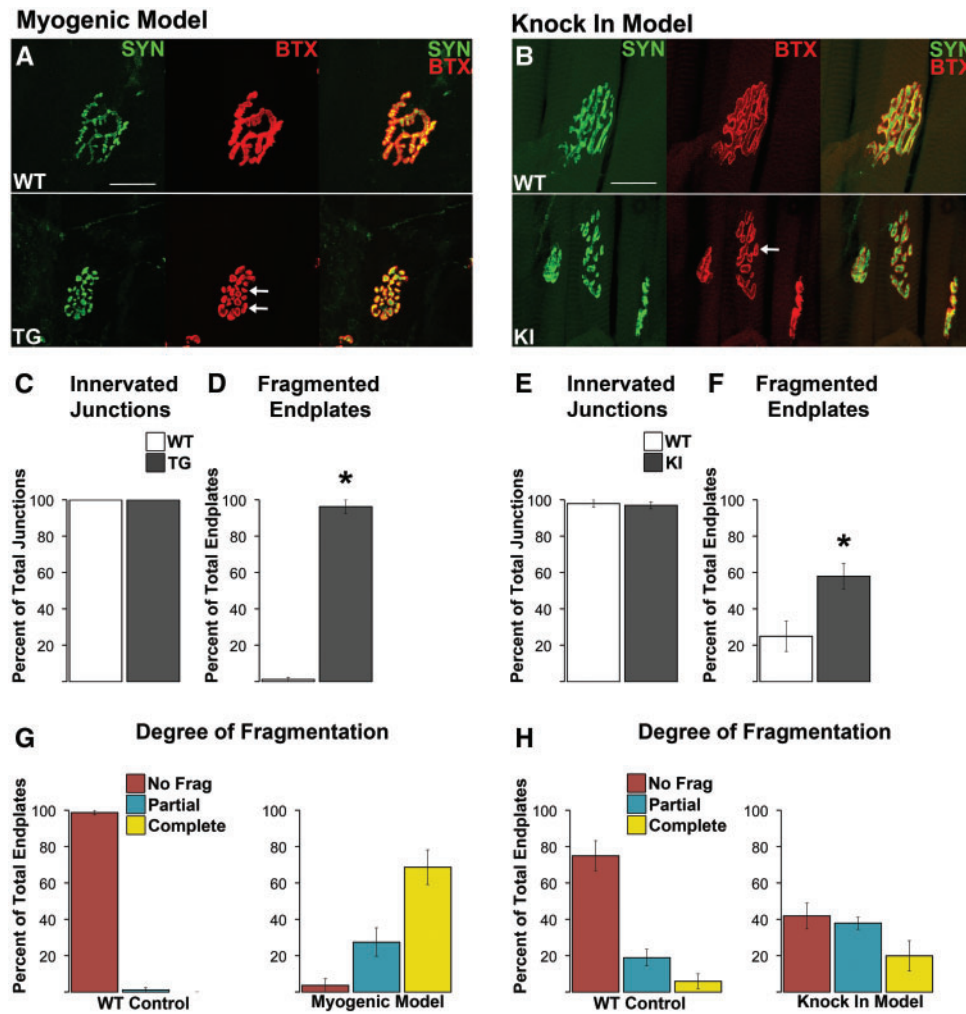 Myogenic Model
Knock In Model
A
SYN
BTX
SYN
BTX
WT
TG
B
SYN
BTX
SYN
BTX
WT
KI
C
Innervated
Junctions
WT
TG
Percent of Total Junctions
100
80
60
40
20
D
Fragmented
Endplates
*
Percent of Total Endplates
100
80
60
40
20
E
Innervated
Junctions
WT
KI
Percent of Total Junctions
100
80
60
40
20
F
Fragmented
Endplates
*
Percent of Total Endplates
100
80
60
40
20
G
Degree of Fragmentation
No Frag
Partial
Complete
Percent of Total Endplates
100
80
60
40
20
WT Control
100
80
60
40
20
Myogenic Model
H
Degree of Fragmentation
No Frag
Partial
Complete
Percent of Total Endplates
100
80
60
40
20
WT Control
100
80
60
40
20
Knock In Model